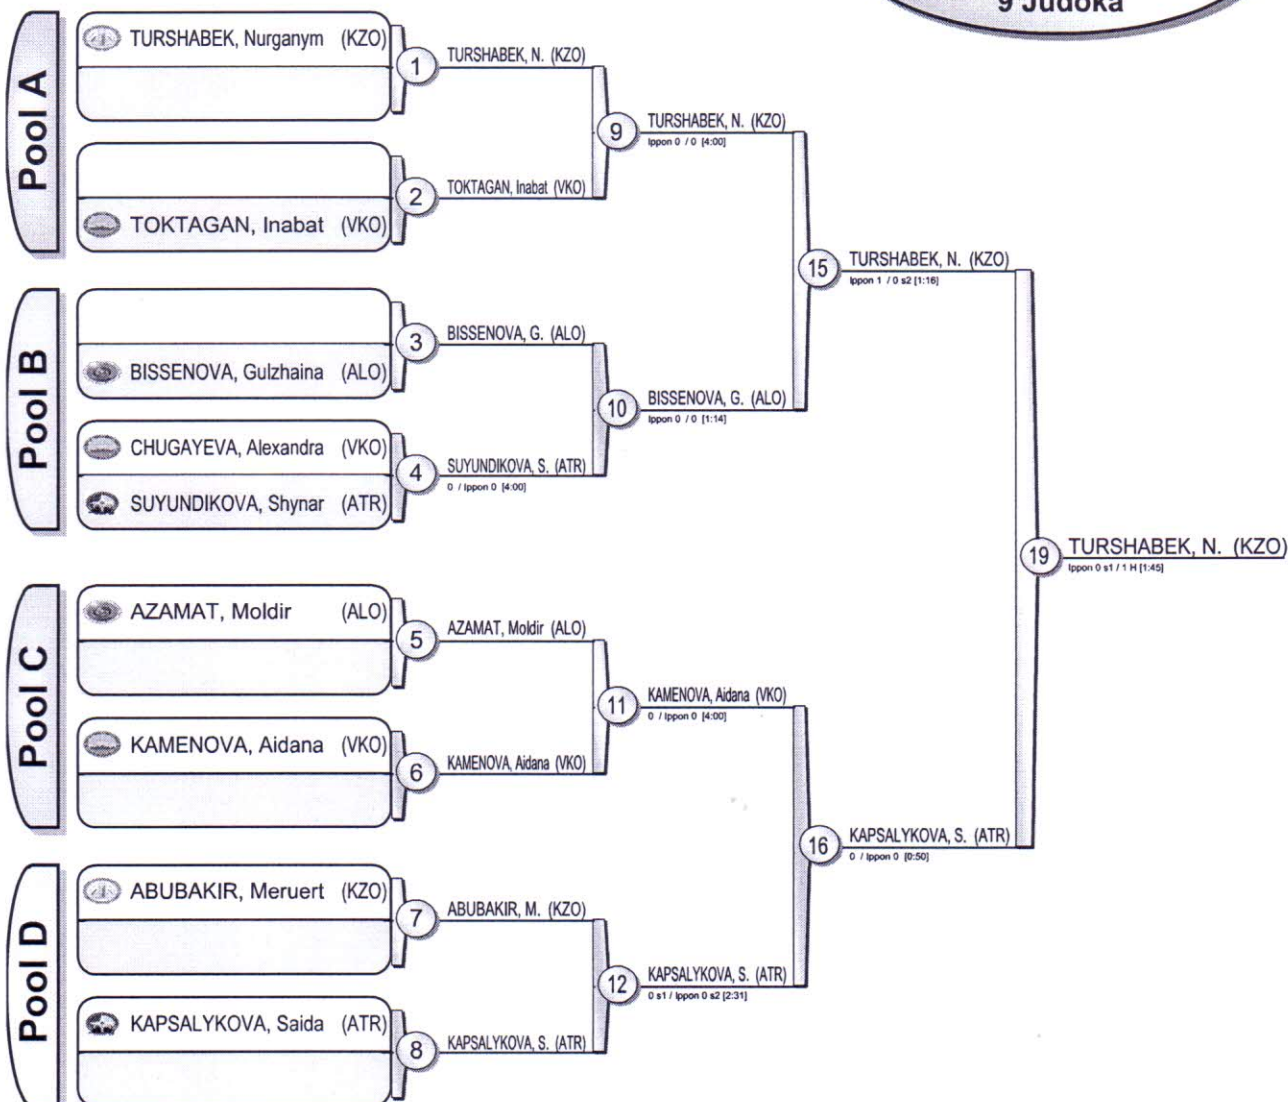 9 Judoka
Pool A
TURSHABEK, Nurganym (KZO)
1
TURSHABEK, N. (KZO)
2
TOKTAGAN, Inabat (VKO)
TOKTAGAN, Inabat (VKO)
9
TURSHABEK, N. (KZO)
Ippon 0 / 0 [4:00]
Pool B
3
BISSENOVA, Gulzhaina (ALO)
BISSENOVA, G. (ALO)
CHUGAYEVA, Alexandra (VKO)
4
SUYUNDIKOVA, Shynar (ATR)
SUYUNDIKOVA, S. (ATR)
0 / Ippon 0 [4:00]
10
BISSENOVA, G. (ALO)
Ippon 0 / 0 [1:14]
15
TURSHABEK, N. (KZO)
Ippon 1 / 0 s2 [1:16]
Pool C
AZAMAT, Moldir (ALO)
5
AZAMAT, Moldir (ALO)
KAMENOVA, Aidana (VKO)
6
KAMENOVA, Aidana (VKO)
11
KAMENOVA, Aidana (VKO)
0 / Ippon 0 [4:00]
Pool D
ABUBAKIR, Meruert (KZO)
7
ABUBAKIR, M. (KZO)
KAPSALYKOVA, Saida (ATR)
8
KAPSALYKOVA, S. (ATR)
12
KAPSALYKOVA, S. (ATR)
0 s1 / Ippon 0 s2 [2:31]
16
KAPSALYKOVA, S. (ATR)
0 / Ippon 0 [0:50]
19
TURSHABEK, N. (KZO)
Ippon 0 s1 / 1 H [1:45]